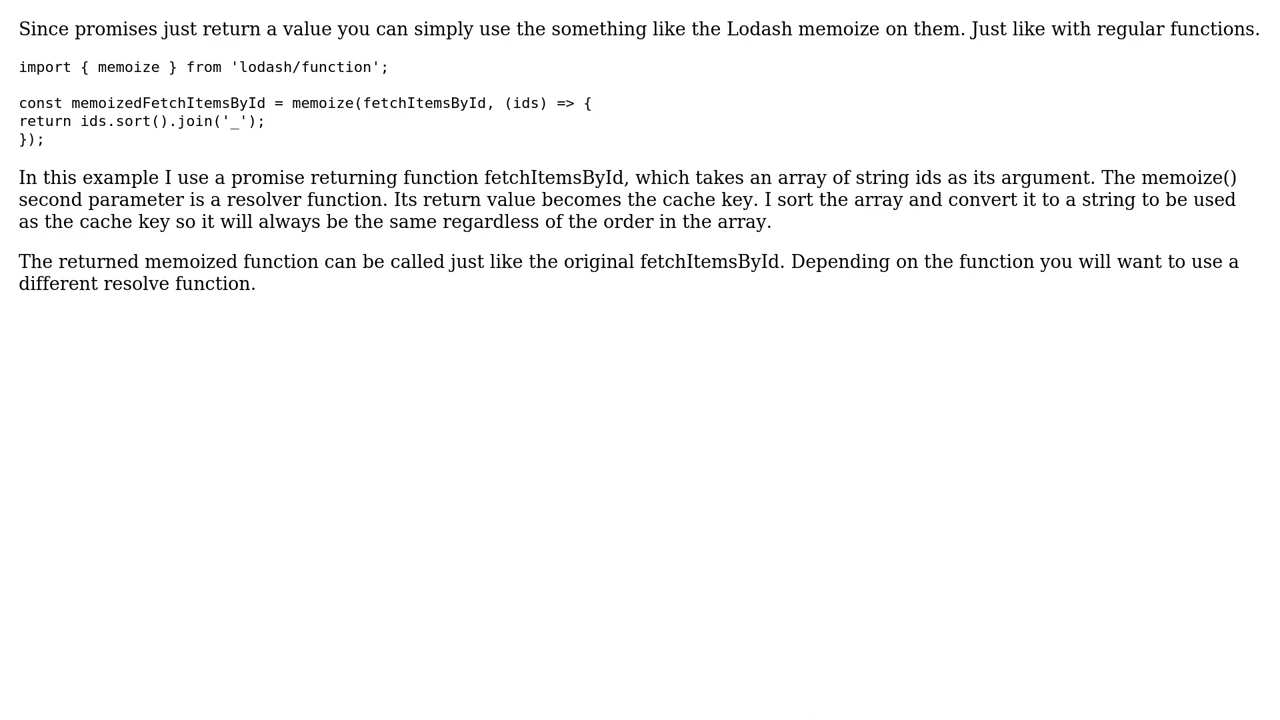 Since promises just return a value you can simply use the something like the Lodash memoize on them. Just like with regular functions.
import { memoize } from 'lodash/function';
const memoizedFetchItemsById = memoize(fetchItemsById, (ids) => {
return ids.sort().join('_');
});
In this example I use a promise returning function fetchItemsById, which takes an array of string ids as its argument. The memoize()
second parameter is a resolver function. Its return value becomes the cache key. I sort the array and convert it to a string to be used
as the cache key so it will always be the same regardless of the order in the array.
The returned memoized function can be called just like the original fetchItemsById. Depending on the function you will want to use a
different resolve function.